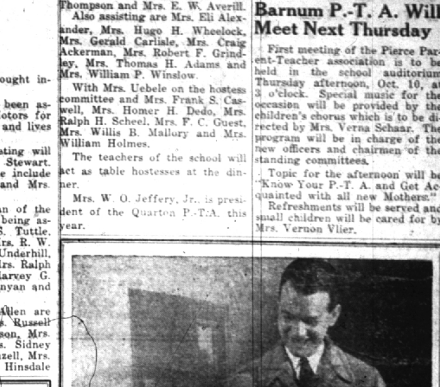 ought in-
been as-
otors for
and lives
sting will
Stewart.
e include
and Mrs.
an of the
being as-
S. Tuttle,
Mrs. R. W.
Underhill,
Mrs. Ralph
Harvey G.
nyan and
Allen are
s. Russell
son, Mrs.
s. Sidney
zell, Mrs.
Hinsdale
Thompson and Mrs. E. W. Averill.
Also assisting are Mrs. Eli Alex-
ander, Mrs. Hugo H. Wheelock,
Mrs. Gerald Carlisle, Mrs. Craig
Ackerman, Mrs. Robert F. Grind-
ley, Mrs. Thomas H. Adams and
Mrs. William P. Winslow.
With Mrs. Uebele on the hostess
committee and Mrs. Frank S. Cas-
well, Mrs. Homer H. Dedo, Mrs.
Ralph H. Scheel, Mrs. F. C. Guest,
Mrs. Willis B. Mallory and Mrs.
William Holmes.
The teachers of the school will
act as table hostesses at the din-
ner.
Mrs. W. O. Jeffery, Jr., is presi-
dent of the Quarton P-T.A. this
year.
Barnum P.-T. A. Will
Meet Next Thursday
First meeting of the Pierce Par-
ent-Teacher association is to be
held in the school auditorium
Thursday afternoon, Oct. 10, at
3 o'clock. Special music for the
occasion will be provided by the
children's chorus which is to be di-
rected by Mrs. Verna Schaar. The
program will be in charge of the
new officers and chairmen of the
standing committees.
Topic for the afternoon will be
"Know Your P.-T. A. and Get Ac-
quainted with all new Mothers."
Refreshments will be served and
small children will be cared for by
Mrs. Vernon Vlier.